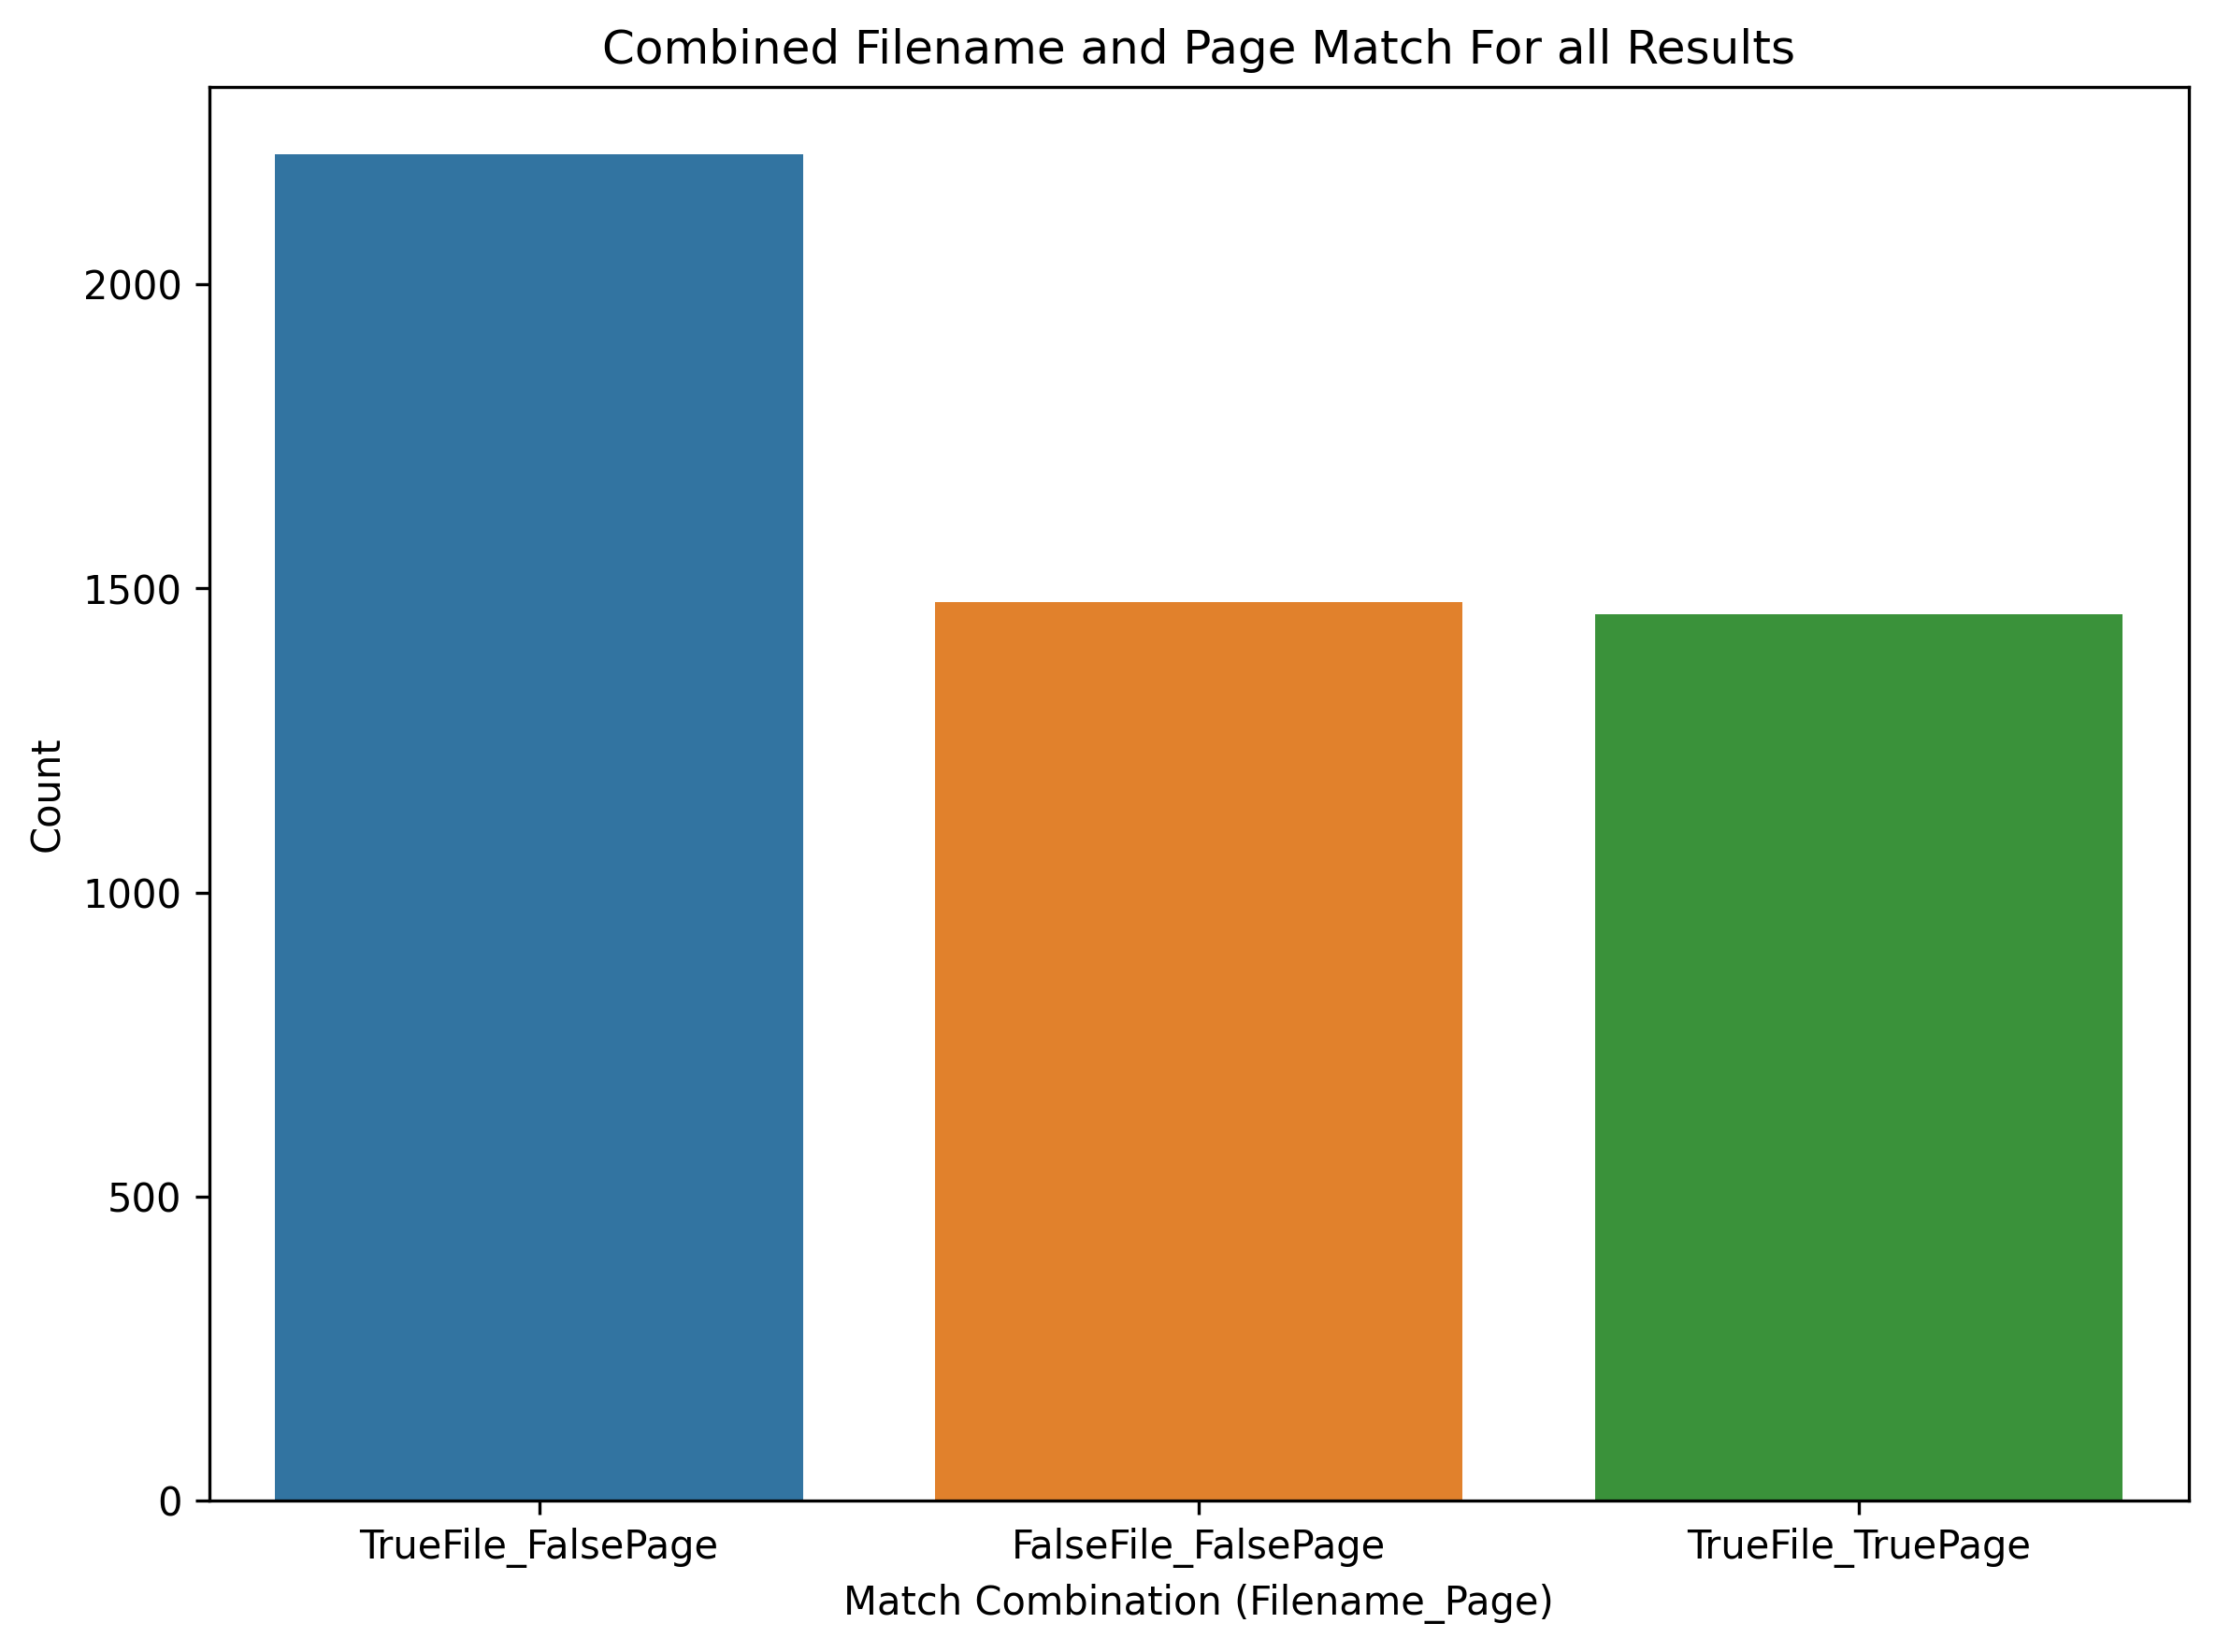 Combined Filename and Page Match For all Results
2000
1500
1000
500
0
Count
TrueFile_FalsePage
FalseFile_FalsePage
TrueFile_TruePage
Match Combination (Filename_Page)